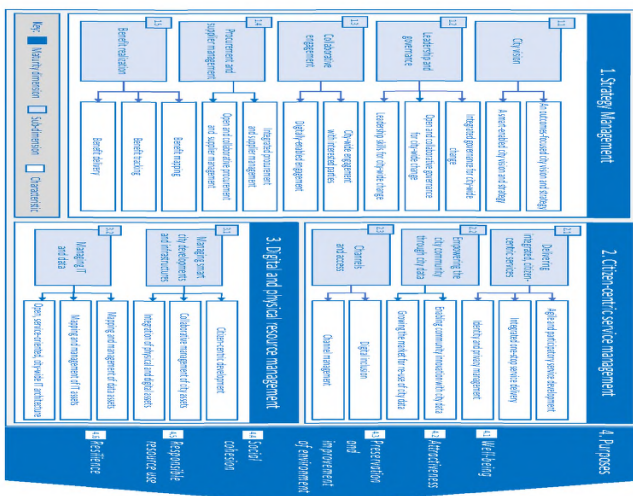 1. Strategy Management
1.1
City vision
An outcomes-focused city vision and strategy
A smart-enabled city vision and strategy
1.2
Leadership and
governance
Integrated governance for city-wide
change
Open and collaborative governance
for city-wide change
Leadership skills for city-wide change
1.3
Collaborative
engagement
City-wide engagement
with interested parties
Digitally-enabled engagement
1.4
Procurement and
supplier management
Integrated procurement
and supplier management
Open and collaborative procurement
and supplier management
1.5
Benefit realization
Benefit mapping
Benefit tracking
Benefit delivery
Key:
Maturity dimension
Sub-dimension
Characteristic
2. Citizen-centric service management
2.1
Delivering
integrated, citizen-
centric services
Agile and participatory service development
Integrated one-stop service delivery
Identity and privacy management
2.2
Empowering the
city community
through city data
Enabling community innovation with city data
Growing the market for re-use of city data
2.3
Channels
and access
Digital inclusion
Channel management
3. Digital and physical resource management
3.1
Managing smart
city developments
and infrastructures
Citizen-centric development
Collaborative management of city assets
Integration of physical and digital assets
3.2
Managing IT
and data
Mapping and management of data assets
Mapping and management of IT assets
Open, service-oriented, city-wide IT architecture
4. Purposes
4.1
Well-being
4.2
Attractiveness
4.3
Preservation
and
improvement
of environment
4.4
Social
cohesion
4.5
Responsible
resource use
4.6
Resilience